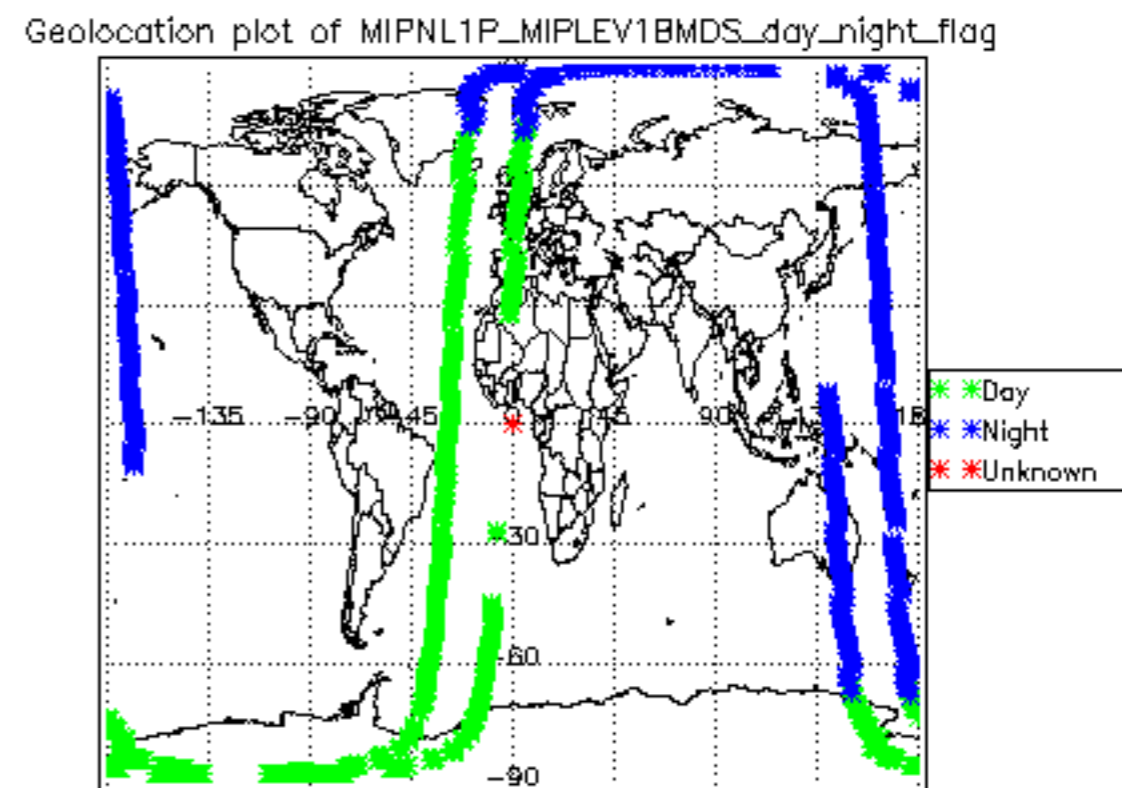 Geolocation plot of MIPNL1P_MIPLEV1BMDS_day_night_flag
-135 -90 45 45 90
Day
Night
Unknown
-30
-60
-90